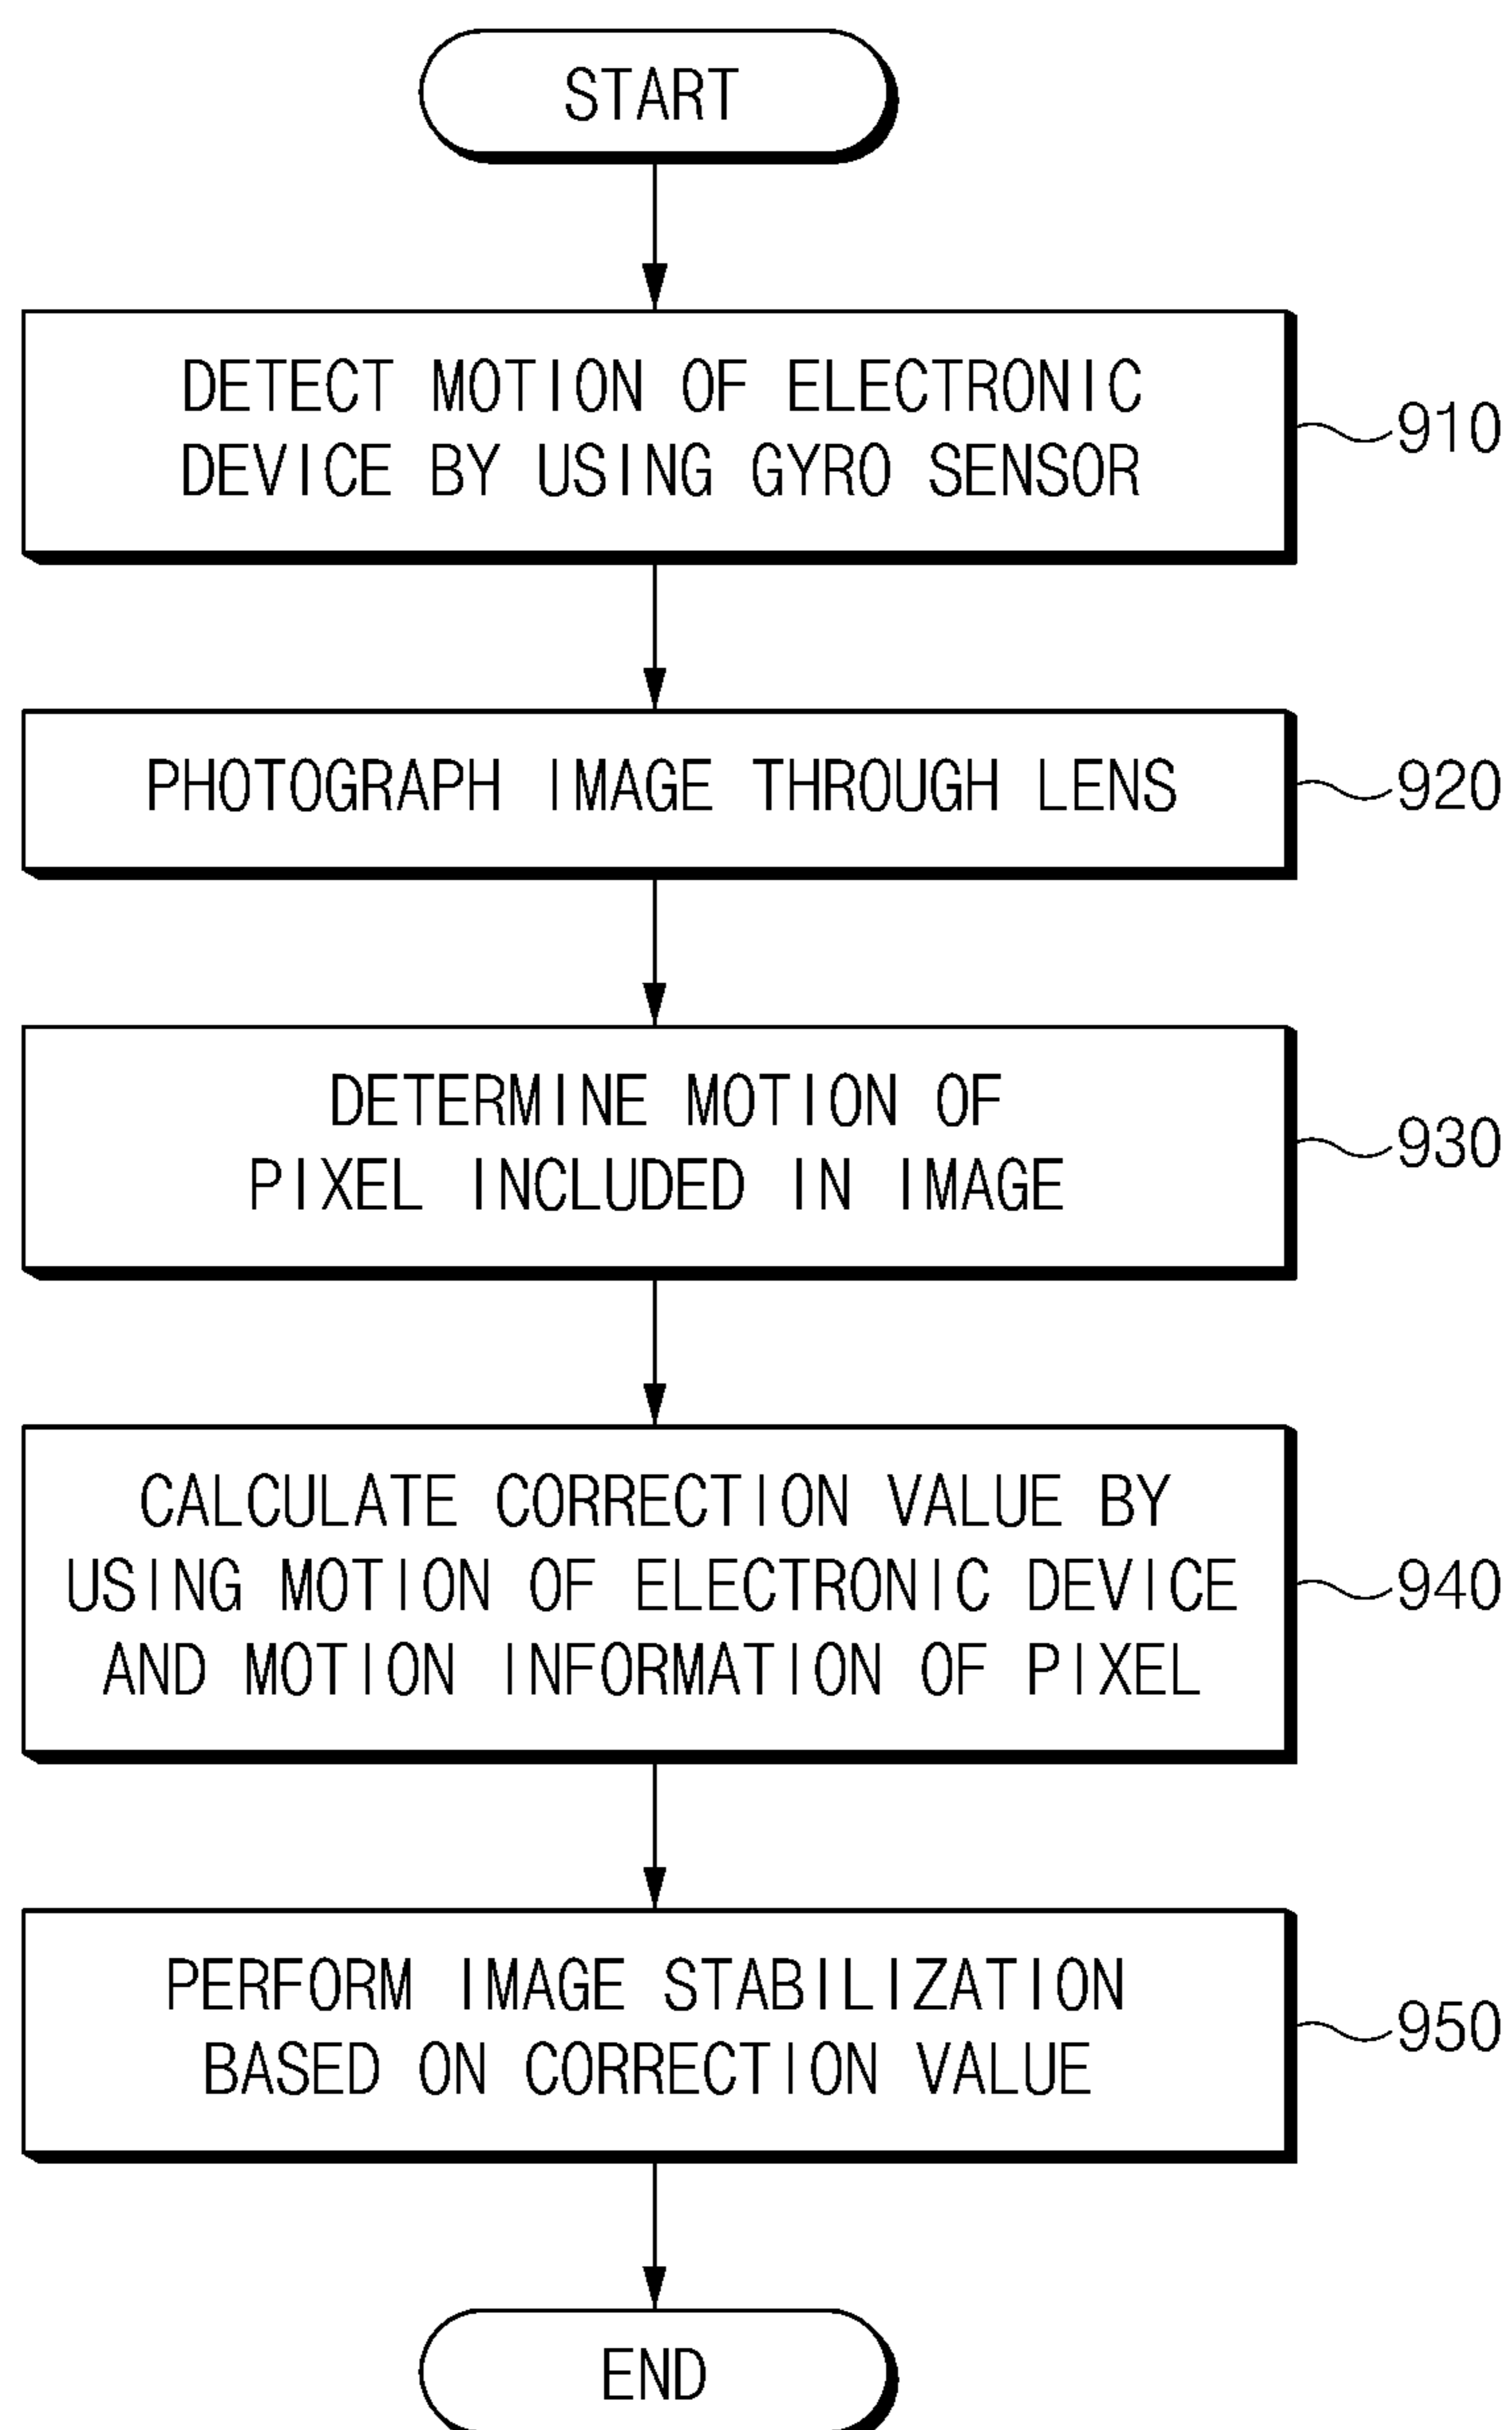 START
DETECT MOTION OF ELECTRONIC
DEVICE BY USING GYRO SENSOR
910
PHOTOGRAPH IMAGE THROUGH LENS
920
DETERMINE MOTION OF
PIXEL INCLUDED IN IMAGE
930
CALCULATE CORRECTION VALUE BY
USING MOTION OF ELECTRONIC DEVICE
AND MOTION INFORMATION OF PIXEL
940
PERFORM IMAGE STABILIZATION
BASED ON CORRECTION VALUE
950
END